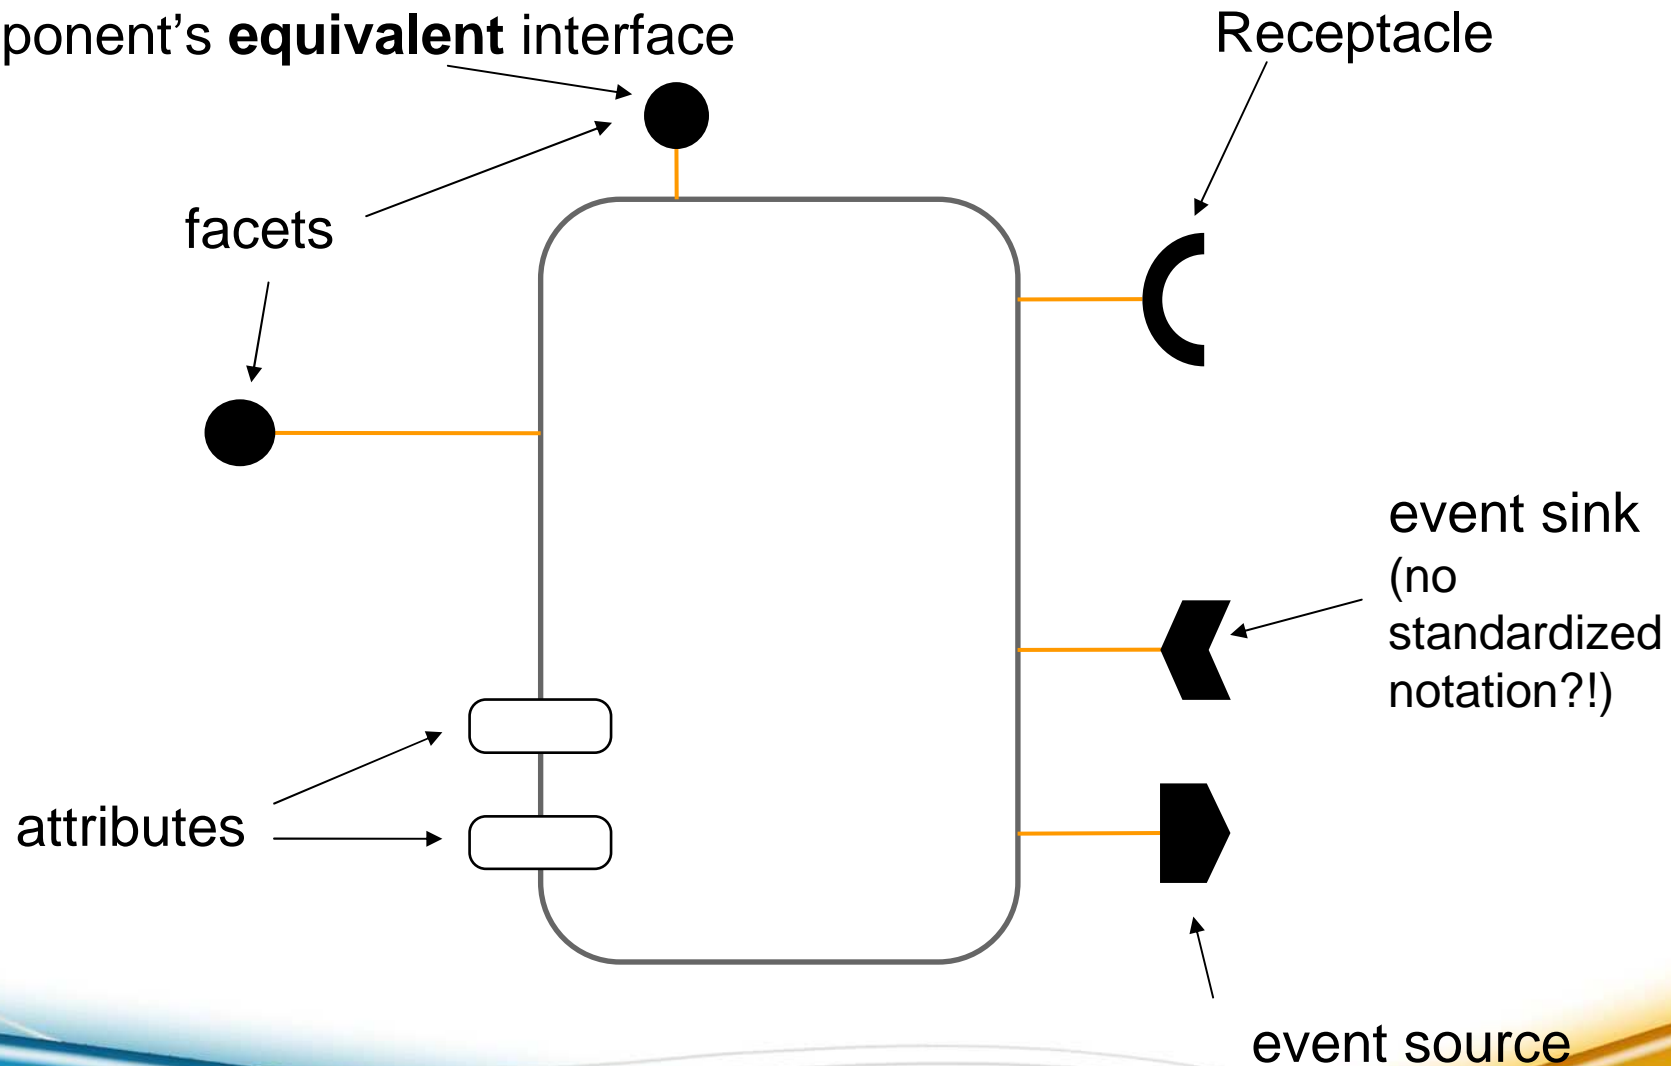 ponent’s equivalent interface
Receptacle
facets
event sink
(no
standardized
notation?!)
attributes
event source